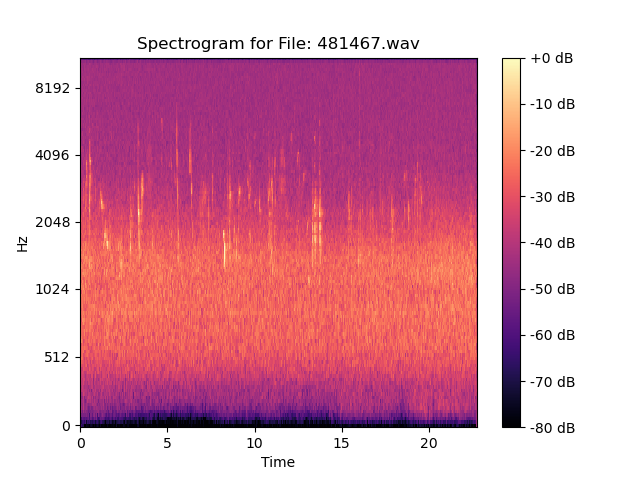 Spectrogram for File: 481467.wav
+0 dB
8192
-10 dB
4096
-20 dB
-30 dB
2048
Hz
-40 dB
1024
-50 dB
512
-60 dB
-70 dB
0
-80 dB
0 5 10 15 20
Time